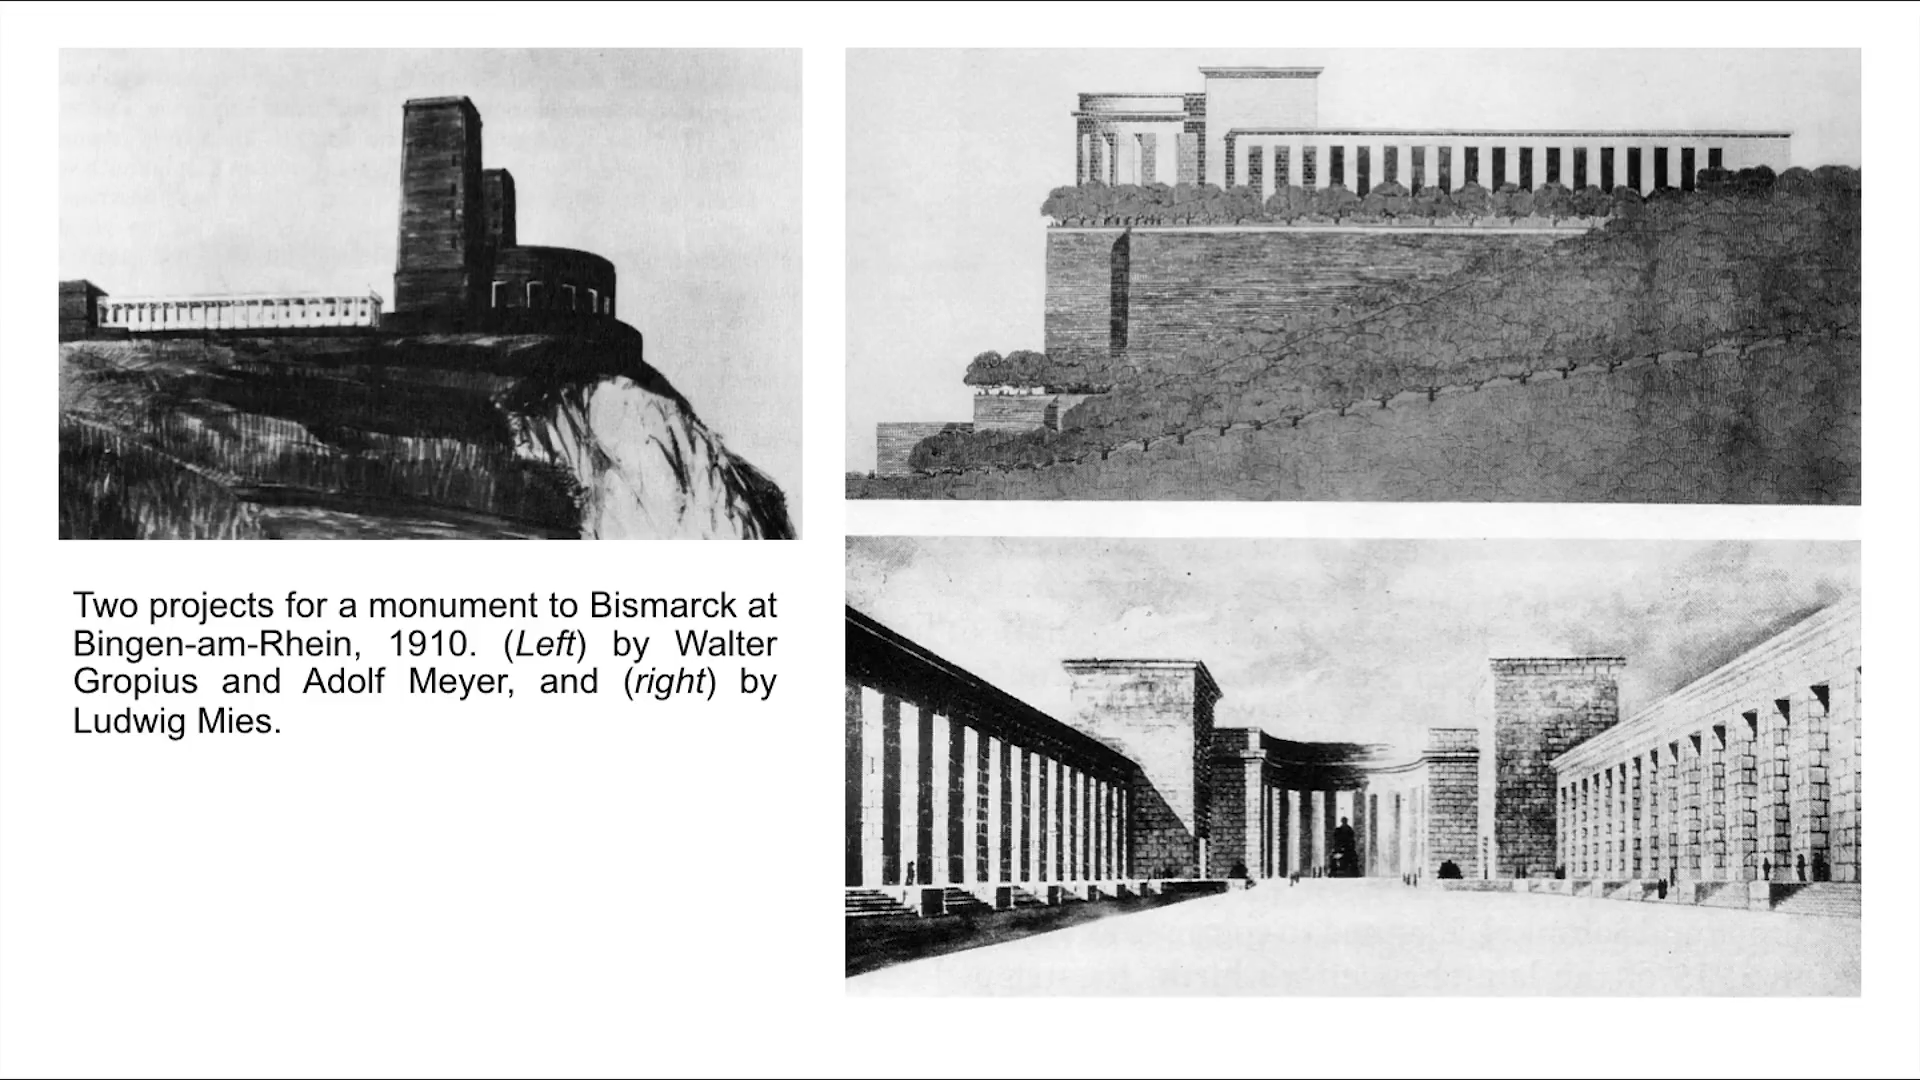 Two projects for a monument to Bismarck at
Bingen-am-Rhein, 1910. (Left) by Walter
Gropius and Adolf Meyer, and (right) by
Ludwig Mies.